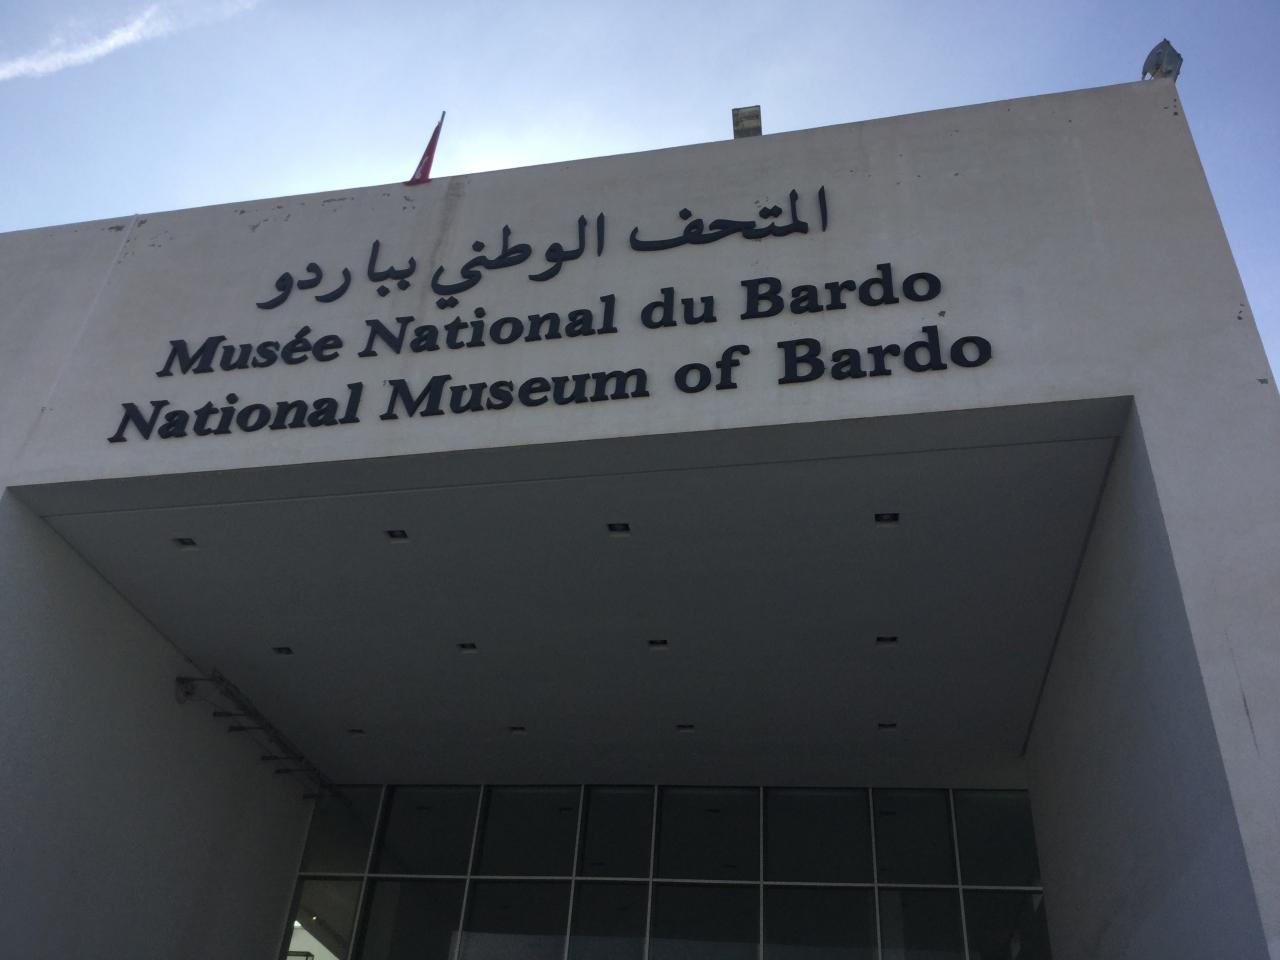 المتحف الوطني بباردو
Musée National du Bardo
National Museum of Bardo